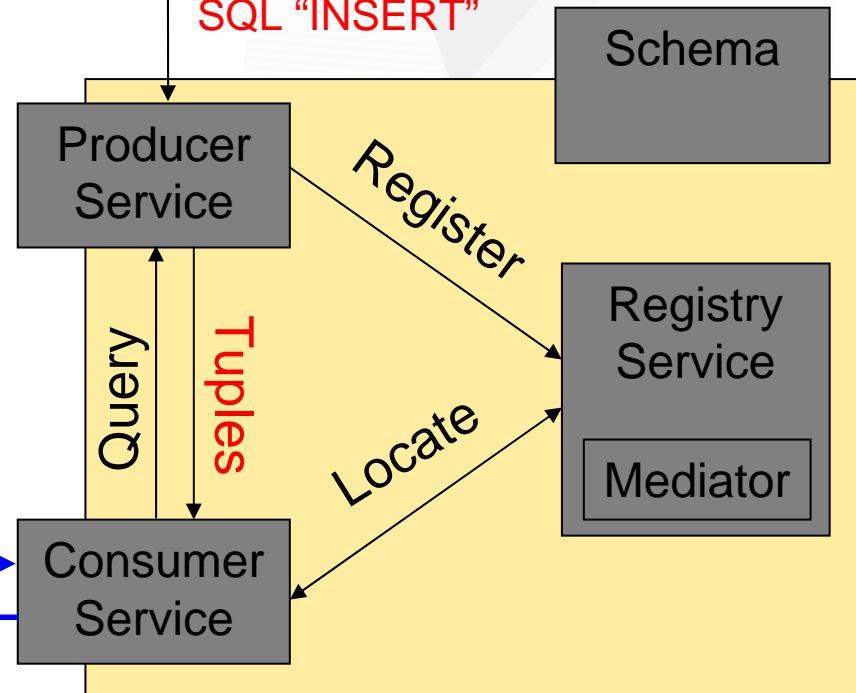 SQL “INSERT”
Schema
Producer
Service
Register
Registry
Service
Query
Tuples
Locate
Mediator
Consumer
Service